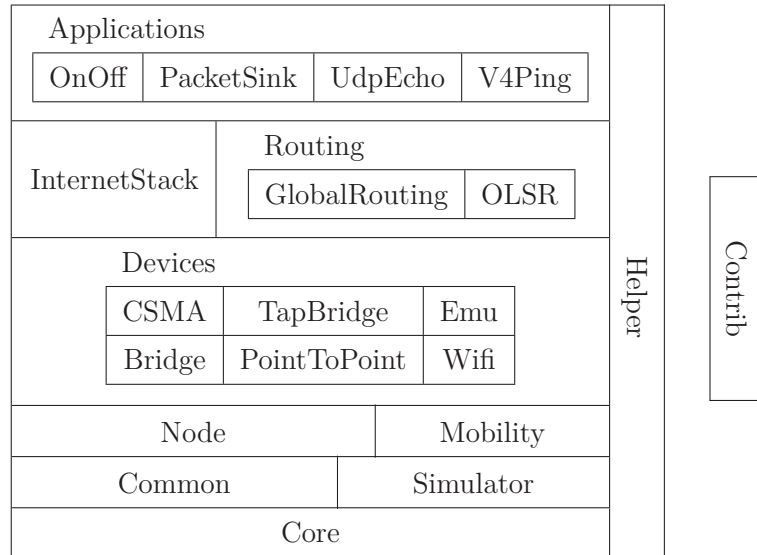 Applications
OnOff PacketSink UdpEcho V4Ping
InternetStack
Routing
GlobalRouting OLSR
Devices
CSMA TapBridge Emu
Bridge PointToPoint Wifi
Node Mobility
Common Simulator
Core
Helper
Contrib